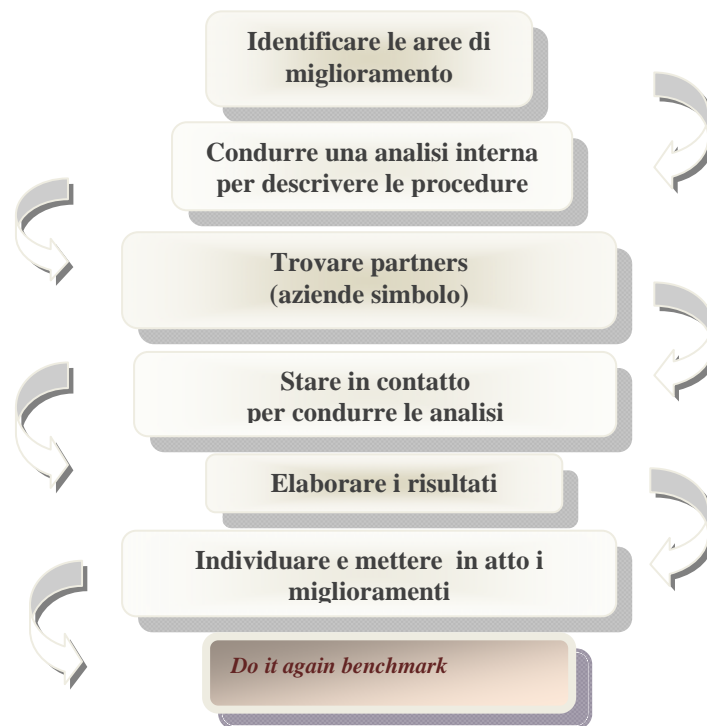 Identificare le aree di
miglioramento
Condurre una analisi interna
per descrivere le procedure
Trovare partners
(aziende simbolo)
Stare in contatto
per condurre le analisi
Elaborare i risultati
Individuare e mettere in atto i
miglioramenti
Do it again benchmark